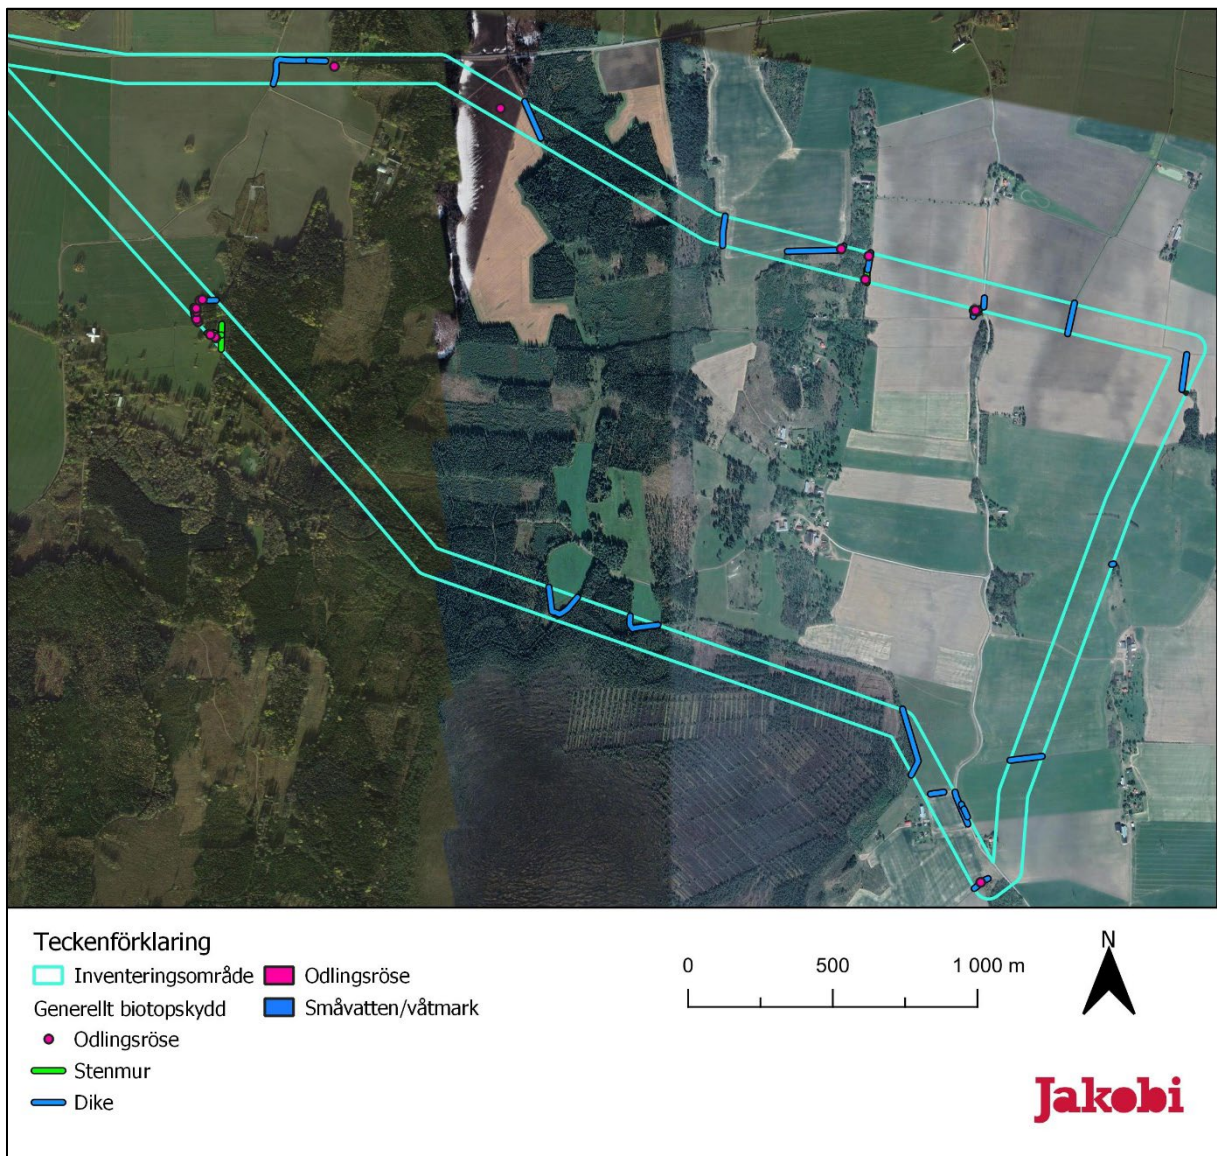 Teckenförklaring
Inventeringsområde
Generellt biotopskydd
Odlingsröse
Stenmur
Dike
Odlingsröse
Småvatten/våtmark
0 500 1 000 m
N
Jakobi